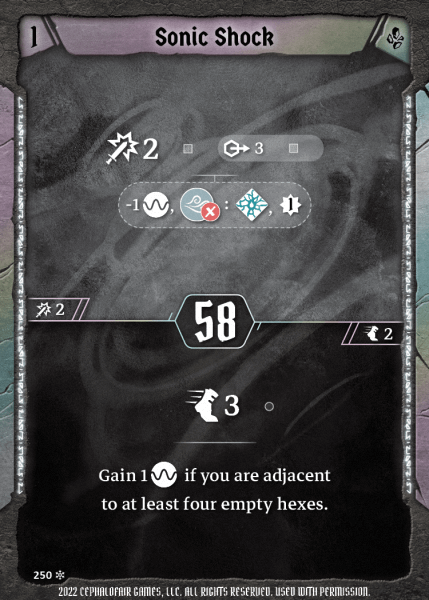 1 Sonic Shock
2 3
-1 , : , 1
2
58
2
3
Gain 1 if you are adjacent
to at least four empty hexes.
250
2022 CEPHALOFAIR GAMES, LLC. ALL RIGHTS RESERVED. USED WITH PERMISSION.